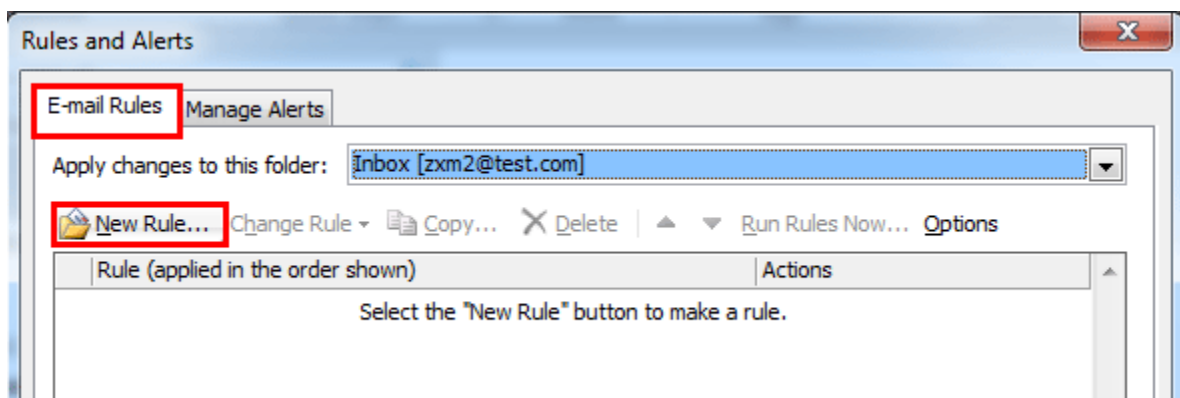 Rules and Alerts
E-mail Rules Manage Alerts
Apply changes to this folder: Inbox [zxm2@test.com]
New Rule... Change Rule Copy... Delete Run Rules Now... Options
Rule (applied in the order shown) Actions
Select the "New Rule" button to make a rule.